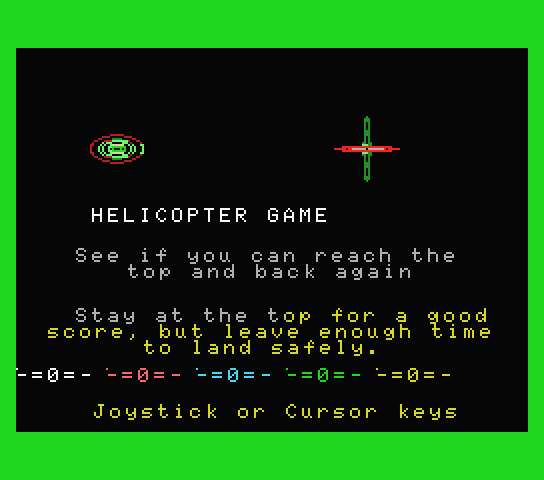 HELICOPTER GAME
See if you can reach the
top and back again
Stay at the top for a good
score, but leave enough time
to land safely.
-=0=- -=0=- -=0=- -=0=- -=0=-
Joystick or Cursor keys